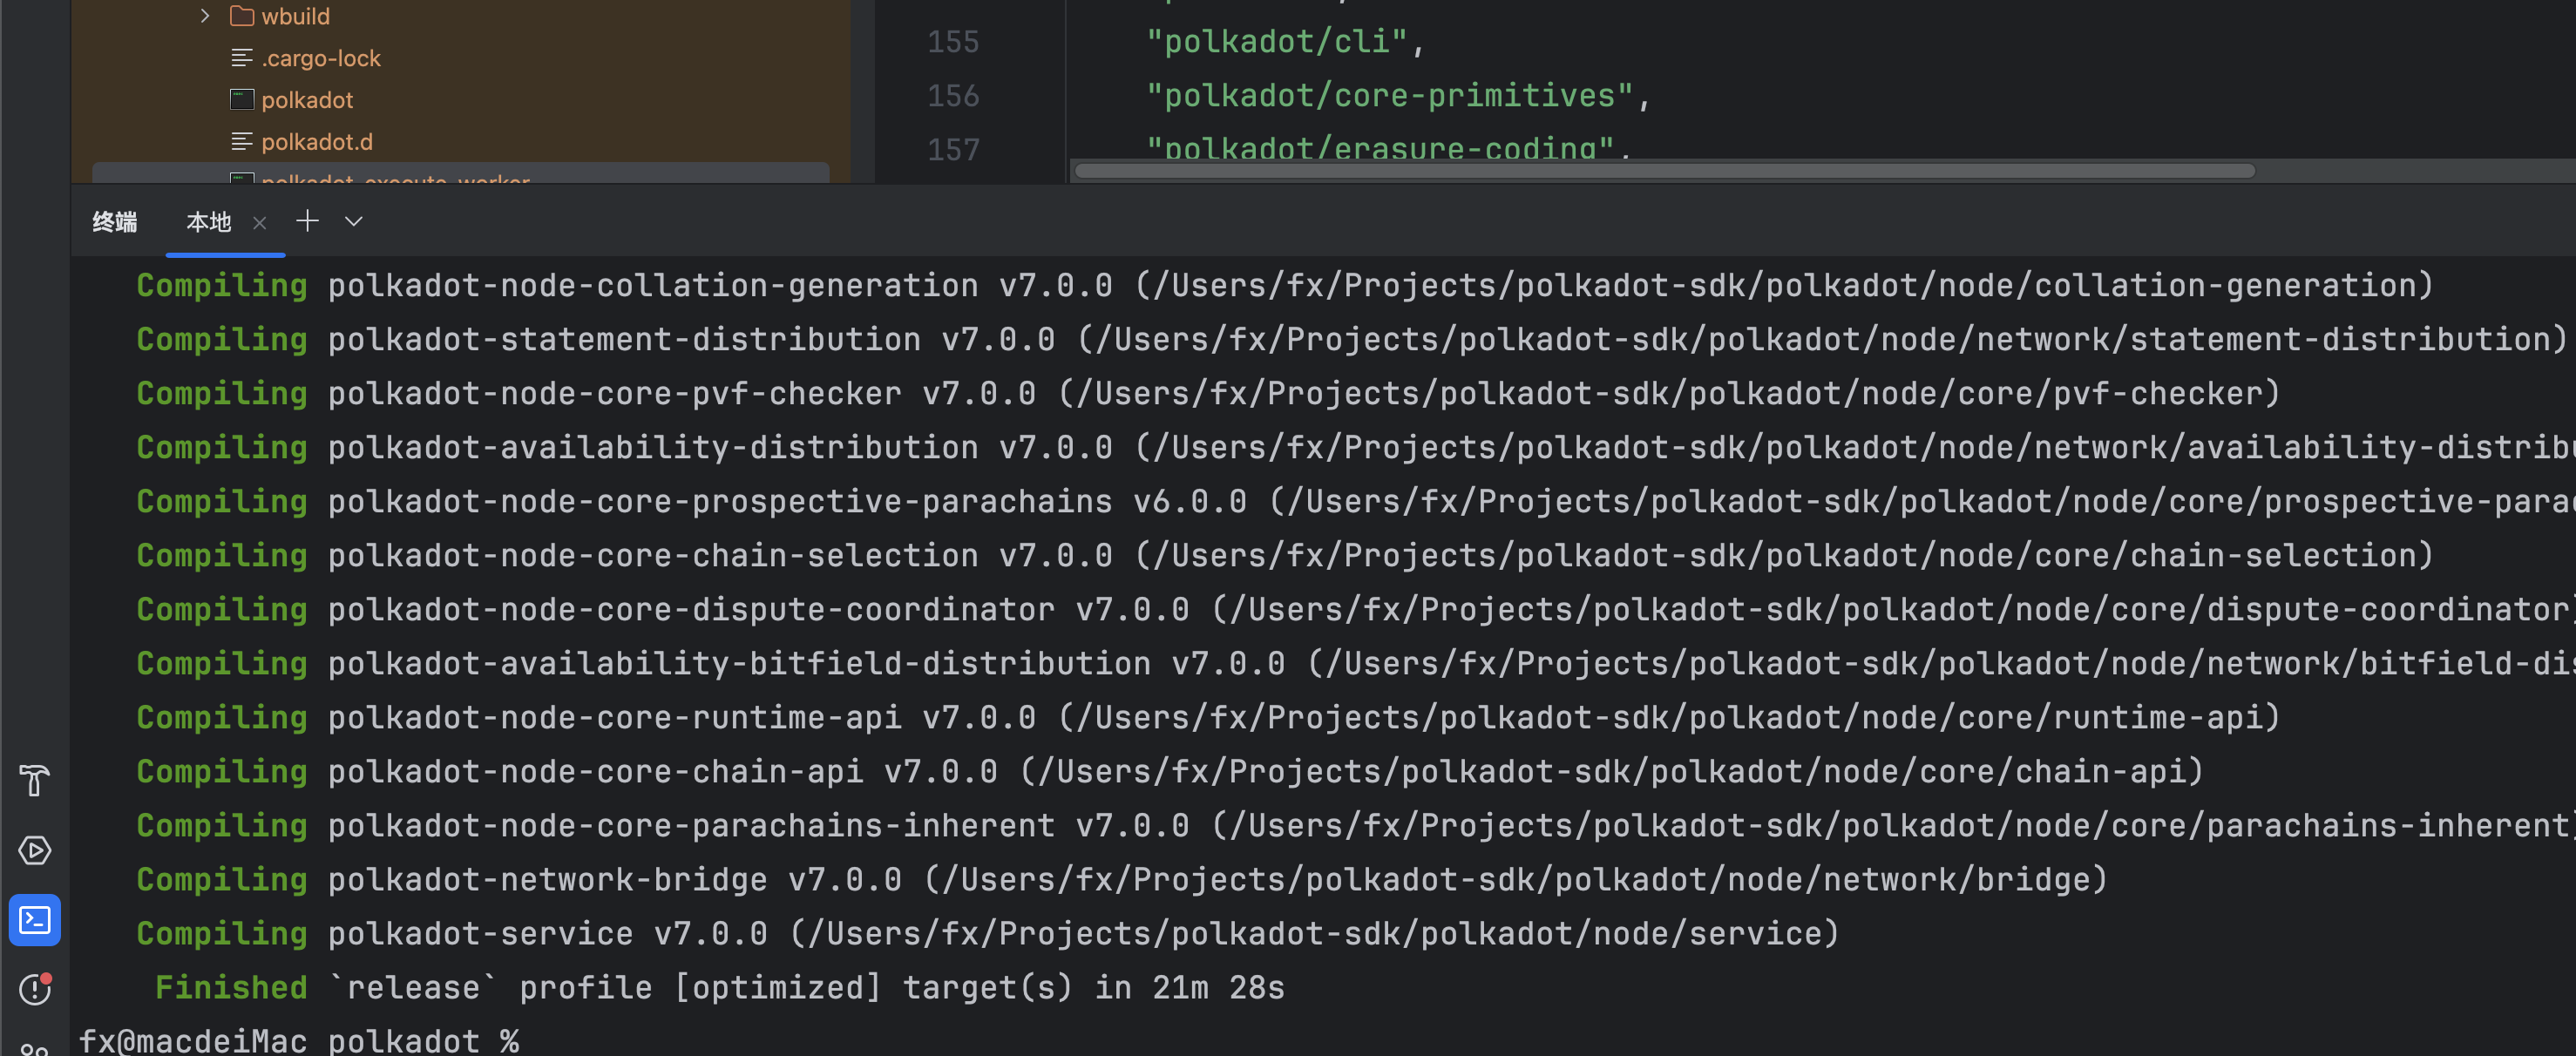 wbuild
.cargo-lock
polkadot
polkadot.d
polkadot_execute_worker
155 "polkadot/cli",
156 "polkadot/core-primitives",
157 "polkadot/erasure-coding",
终端 本地
Compiling polkadot-node-collation-generation v7.0.0 (/Users/fx/Projects/polkadot-sdk/polkadot/node/collation-generation)
Compiling polkadot-statement-distribution v7.0.0 (/Users/fx/Projects/polkadot-sdk/polkadot/node/network/statement-distribution)
Compiling polkadot-node-core-pvf-checker v7.0.0 (/Users/fx/Projects/polkadot-sdk/polkadot/node/core/pvf-checker)
Compiling polkadot-availability-distribution v7.0.0 (/Users/fx/Projects/polkadot-sdk/polkadot/node/network/availability-distribu
Compiling polkadot-node-core-prospective-parachains v6.0.0 (/Users/fx/Projects/polkadot-sdk/polkadot/node/core/prospective-parac
Compiling polkadot-node-core-chain-selection v7.0.0 (/Users/fx/Projects/polkadot-sdk/polkadot/node/core/chain-selection)
Compiling polkadot-node-core-dispute-coordinator v7.0.0 (/Users/fx/Projects/polkadot-sdk/polkadot/node/core/dispute-coordinator)
Compiling polkadot-availability-bitfield-distribution v7.0.0 (/Users/fx/Projects/polkadot-sdk/polkadot/node/network/bitfield-dis
Compiling polkadot-node-core-runtime-api v7.0.0 (/Users/fx/Projects/polkadot-sdk/polkadot/node/core/runtime-api)
Compiling polkadot-node-core-chain-api v7.0.0 (/Users/fx/Projects/polkadot-sdk/polkadot/node/core/chain-api)
Compiling polkadot-node-core-parachains-inherent v7.0.0 (/Users/fx/Projects/polkadot-sdk/polkadot/node/core/parachains-inherent)
Compiling polkadot-network-bridge v7.0.0 (/Users/fx/Projects/polkadot-sdk/polkadot/node/network/bridge)
Compiling polkadot-service v7.0.0 (/Users/fx/Projects/polkadot-sdk/polkadot/node/service)
Finished `release` profile [optimized] target(s) in 21m 28s
fx@macdeiMac polkadot %